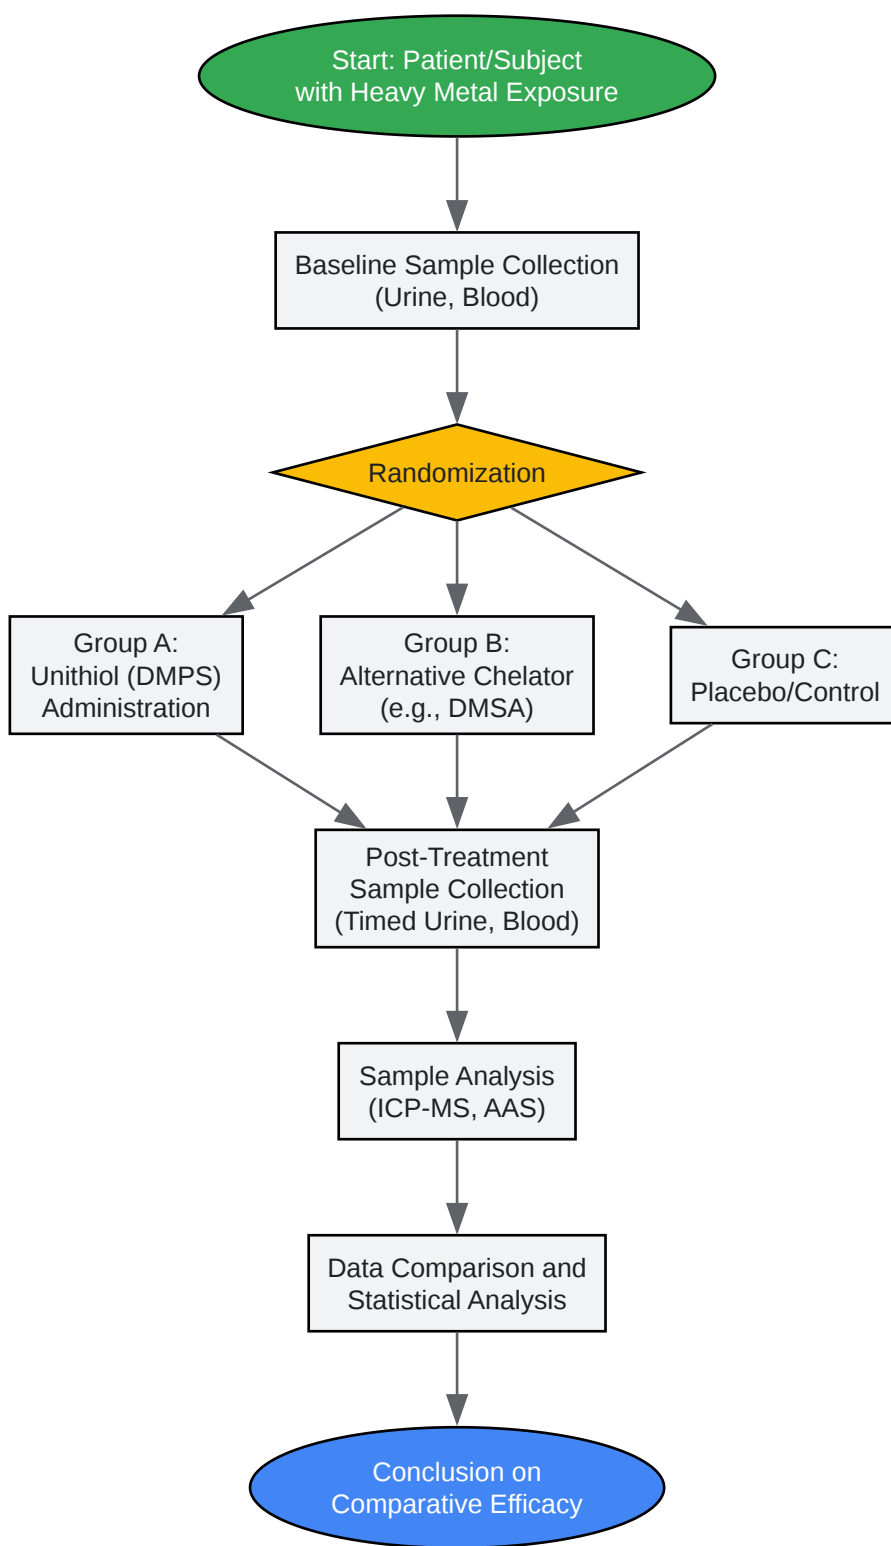 Start: Patient/Subject
with Heavy Metal Exposure
Baseline Sample Collection
(Urine, Blood)
Randomization
Group A:
Unithiol (DMPS)
Administration
Group B:
Alternative Chelator
(e.g., DMSA)
Group C:
Placebo/Control
Post-Treatment
Sample Collection
(Timed Urine, Blood)
Sample Analysis
(ICP-MS, AAS)
Data Comparison and
Statistical Analysis
Conclusion on
Comparative Efficacy